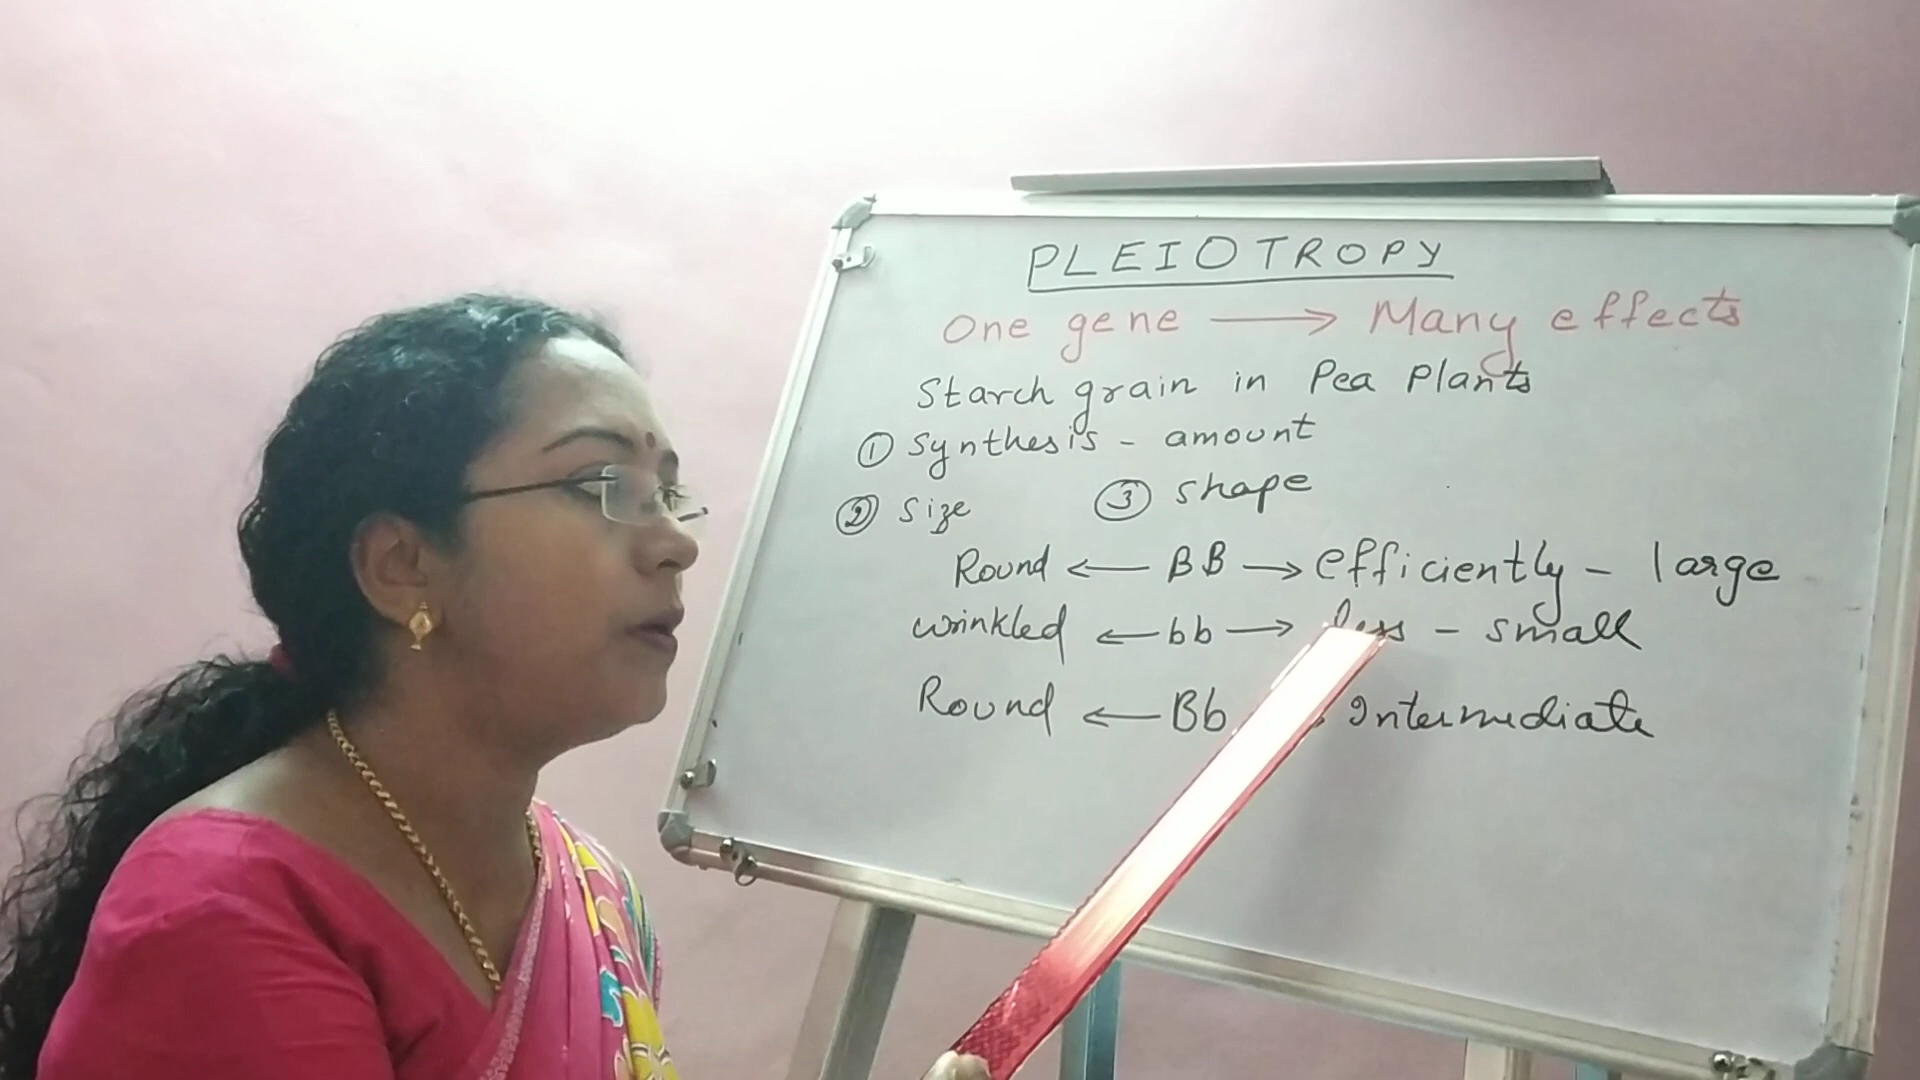 PLEIOTROPY
One gene → Many effects
Starch grain in Pea Plants
① Synthesis - amount
② Size ③ shape
Round ← BB → efficiently - large
wrinkled ← bb → less - small
Round ← Bb → Intermediate